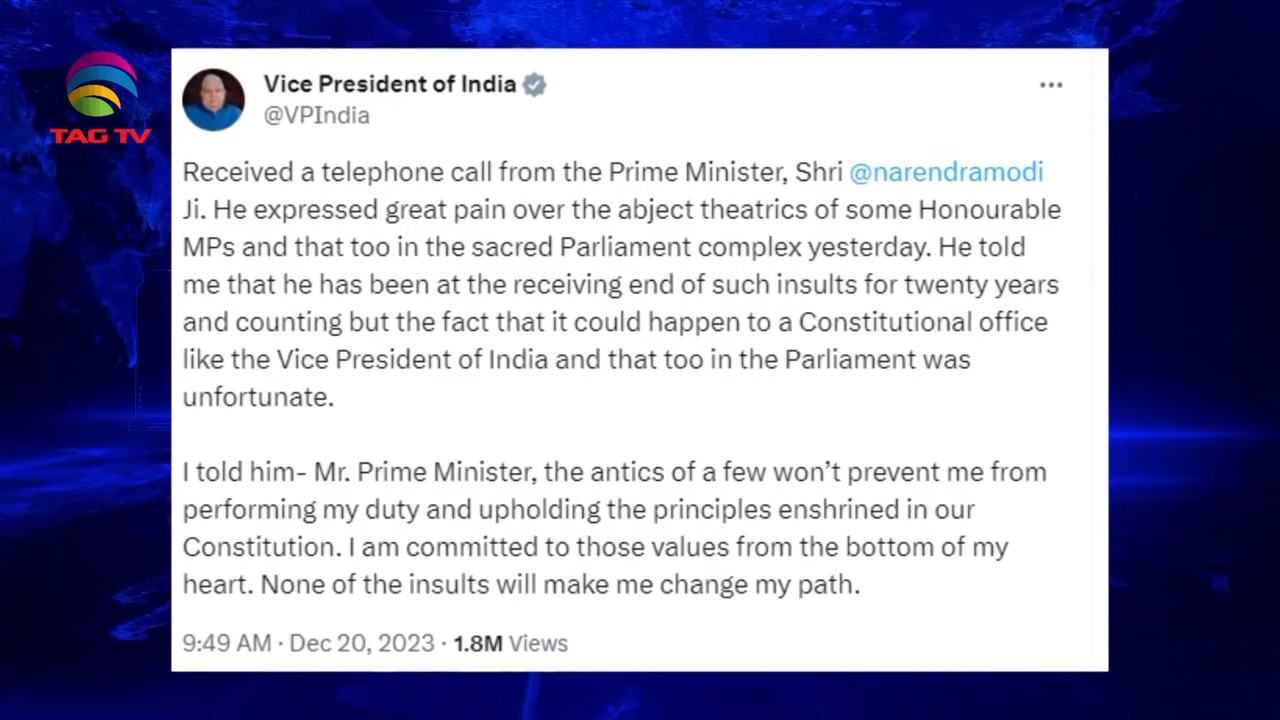 TAG TV
Vice President of India
@VPIndia
Received a telephone call from the Prime Minister, Shri @narendramodi
Ji. He expressed great pain over the abject theatrics of some Honourable
MPs and that too in the sacred Parliament complex yesterday. He told
me that he has been at the receiving end of such insults for twenty years
and counting but the fact that it could happen to a Constitutional office
like the Vice President of India and that too in the Parliament was
unfortunate.
I told him- Mr. Prime Minister, the antics of a few won’t prevent me from
performing my duty and upholding the principles enshrined in our
Constitution. I am committed to those values from the bottom of my
heart. None of the insults will make me change my path.
9:49 AM · Dec 20, 2023 · 1.8M Views